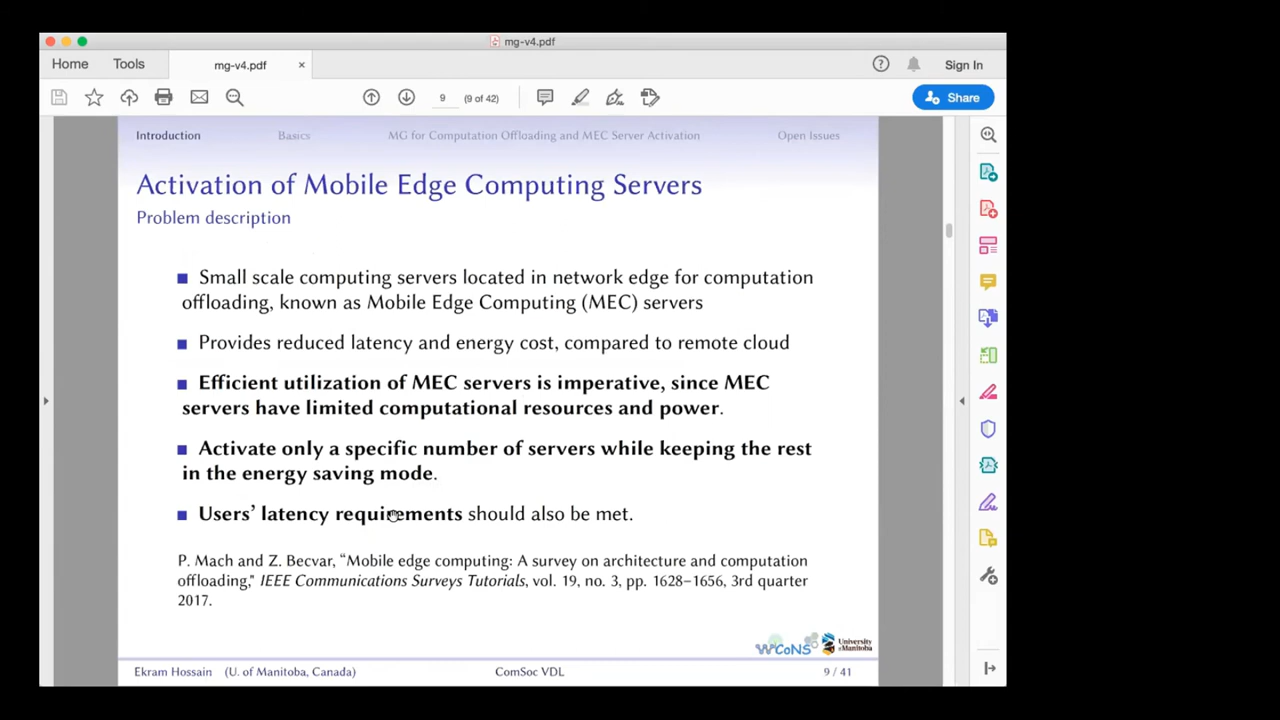 mg-v4.pdf
Home Tools mg-v4.pdf × Sign In
9 (9 of 42) Share
Introduction Basics MG for Computation Offloading and MEC Server Activation Open Issues
Activation of Mobile Edge Computing Servers
Problem description
Small scale computing servers located in network edge for computation
offloading, known as Mobile Edge Computing (MEC) servers
Provides reduced latency and energy cost, compared to remote cloud
Efficient utilization of MEC servers is imperative, since MEC
servers have limited computational resources and power.
Activate only a specific number of servers while keeping the rest
in the energy saving mode.
Users’ latency requirements should also be met.
P. Mach and Z. Becvar, “Mobile edge computing: A survey on architecture and computation
offloading,” IEEE Communications Surveys Tutorials, vol. 19, no. 3, pp. 1628–1656, 3rd quarter
2017.
WCoNS University of Manitoba
Ekram Hossain (U. of Manitoba, Canada) ComSoc VDL 9 / 41